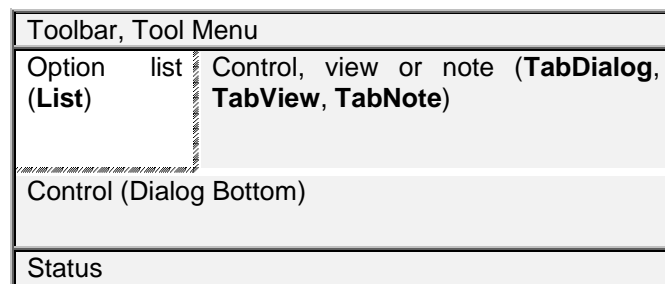 Toolbar, Tool Menu
Option list
(List)
Control, view or note (TabDialog,
TabView, TabNote)
Control (Dialog Bottom)
Status